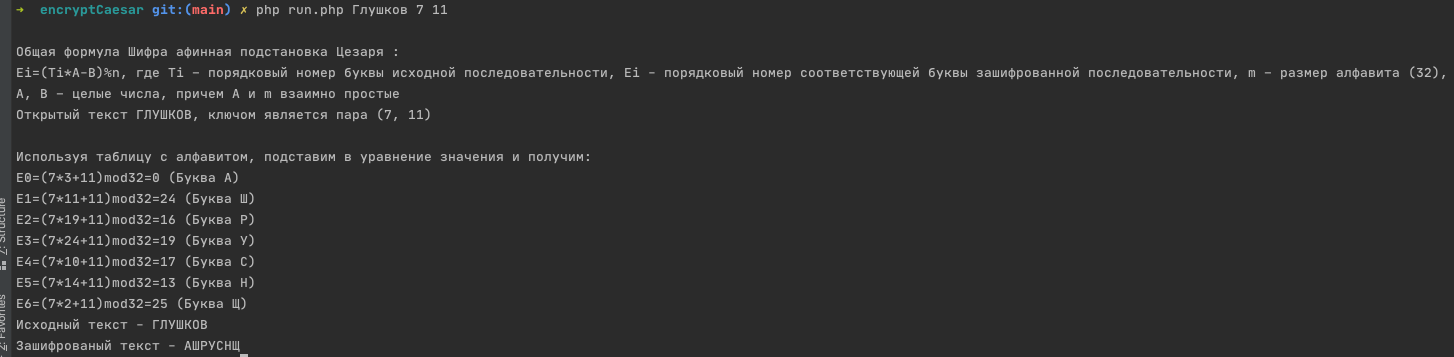 → encryptCaesar git:(main) ✗ php run.php Глушков 7 11
Общая формула Шифра афинная подстановка Цезаря :
Ei=(Ti*A-B)%n, где Ti – порядковый номер буквы исходной последовательности, Ei - порядковый номер соответствующей буквы зашифрованной последовательности, m – размер алфавита (32),
A, B – целые числа, причем A и m взаимно простые
Открытый текст ГЛУШКОВ, ключом является пара (7, 11)
Используя таблицу с алфавитом, подставим в уравнение значения и получим:
E0=(7*3+11)mod32=0 (Буква А)
E1=(7*11+11)mod32=24 (Буква Ш)
E2=(7*19+11)mod32=16 (Буква Р)
E3=(7*24+11)mod32=19 (Буква У)
E4=(7*10+11)mod32=17 (Буква С)
E5=(7*14+11)mod32=13 (Буква Н)
E6=(7*2+11)mod32=25 (Буква Щ)
Исходный текст - ГЛУШКОВ
Зашифрованый текст - АШРУСНЩ
7: Structure
2: Favorites